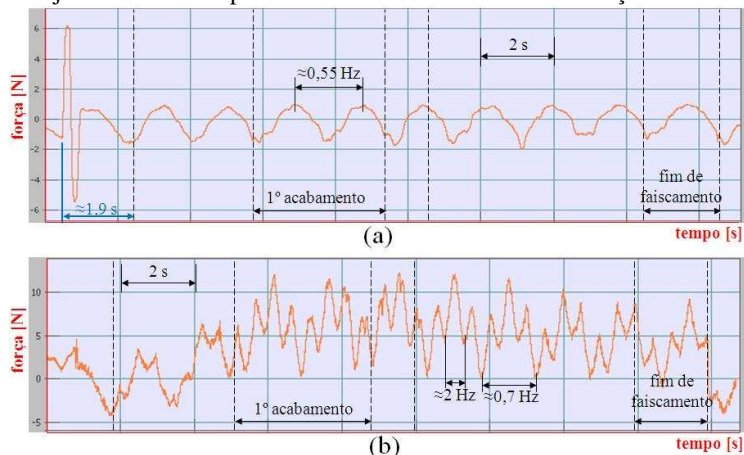 6
4
2
0
-2
-4
-6
força [N]
≈0,55 Hz
2 s
≈1,9 s
1º acabamento
fim de
faiscamento
(a)
tempo [s]
10
5
0
-5
força [N]
2 s
1º acabamento
≈2 Hz
≈0,7 Hz
fim de
faiscamento
(b)
tempo [s]